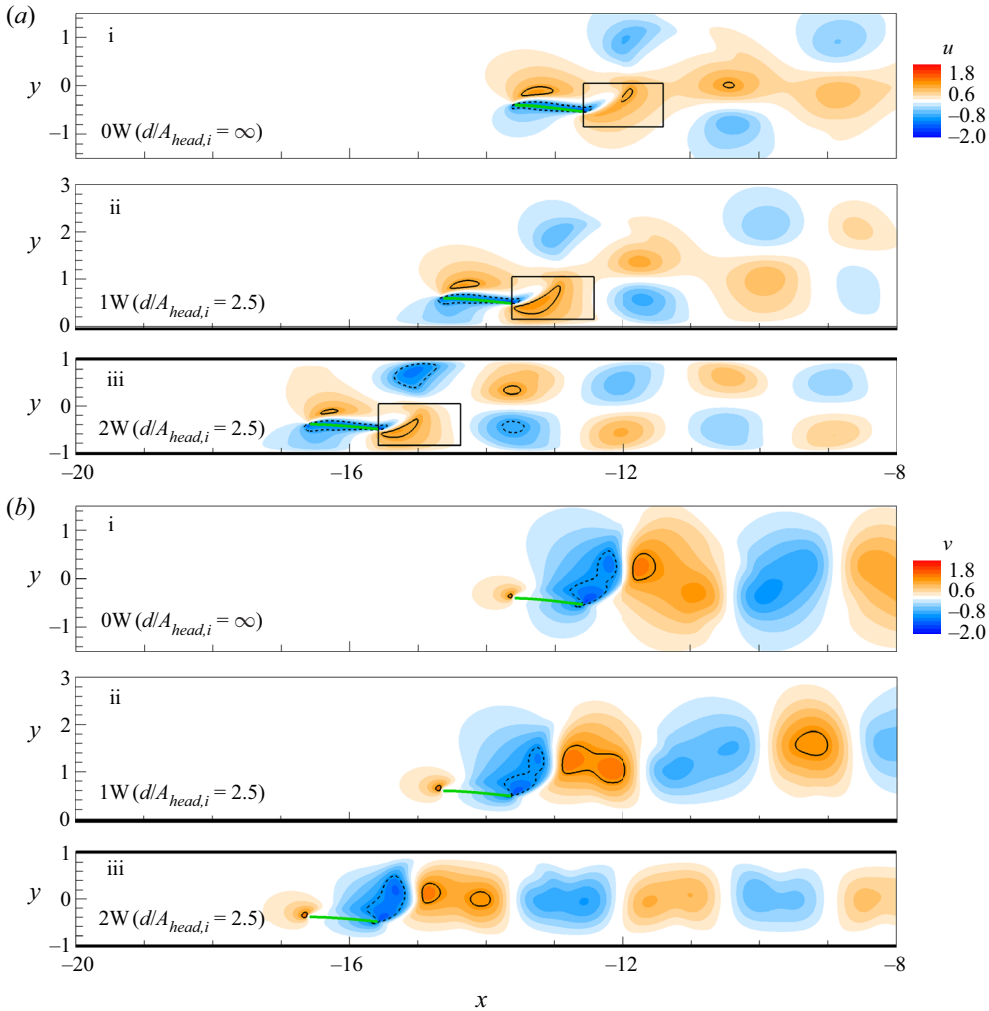 (a)
i
1
y 0
–1
0W (d/A_head,i = ∞)
u
1.8
0.6
–0.8
–2.0
ii
3
2
y
1
0
1W (d/A_head,i = 2.5)
iii
1
y 0
–1
2W (d/A_head,i = 2.5)
–20 –16 –12 –8
(b)
i
1
y 0
–1
0W (d/A_head,i = ∞)
v
1.8
0.6
–0.8
–2.0
ii
3
2
y
1
0
1W (d/A_head,i = 2.5)
iii
1
y 0
–1
2W (d/A_head,i = 2.5)
–20 –16 –12 –8
x